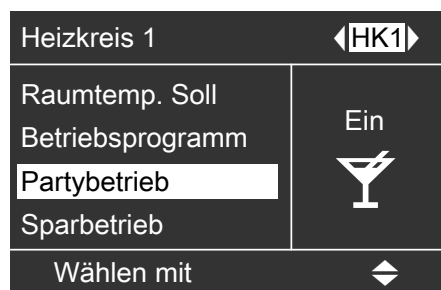 Heizkreis 1 HK1
Raumtemp. Soll
Betriebsprogramm
Ein
Partybetrieb
Sparbetrieb
Wählen mit